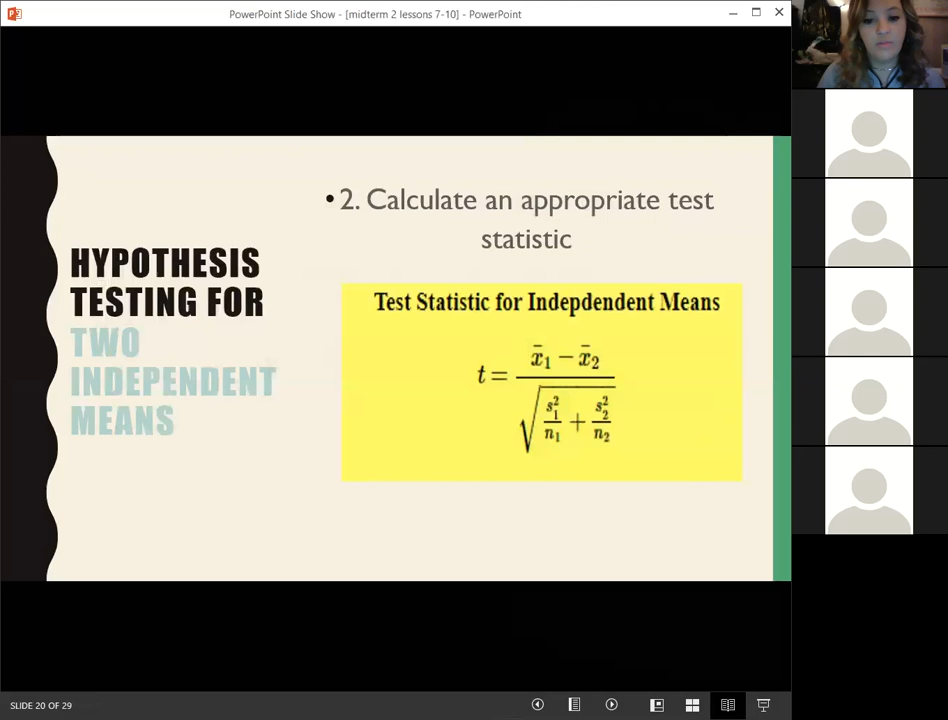 PowerPoint Slide Show - [midterm 2 lessons 7-10] - PowerPoint
HYPOTHESIS
TESTING FOR
TWO
INDEPENDENT
MEANS
• 2. Calculate an appropriate test
statistic
Test Statistic for Indepdendent Means
t = (x̄₁ − x̄₂) / √(s₁²/n₁ + s₂²/n₂)
SLIDE 20 OF 29